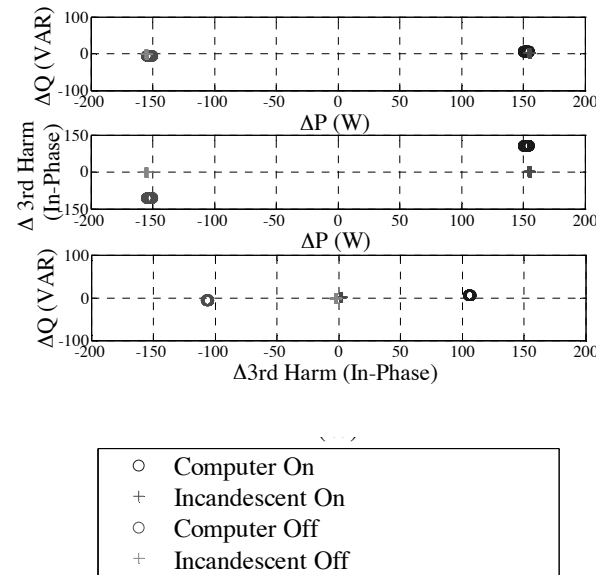 100
0
-100
ΔQ (VAR)
-200 -150 -100 -50 0 50 100 150 200
ΔP (W)
150
0
-150
Δ 3rd Harm
(In-Phase)
-200 -150 -100 -50 0 50 100 150 200
ΔP (W)
100
0
-100
ΔQ (VAR)
-200 -150 -100 -50 0 50 100 150 200
Δ3rd Harm (In-Phase)
Computer On
Incandescent On
Computer Off
Incandescent Off